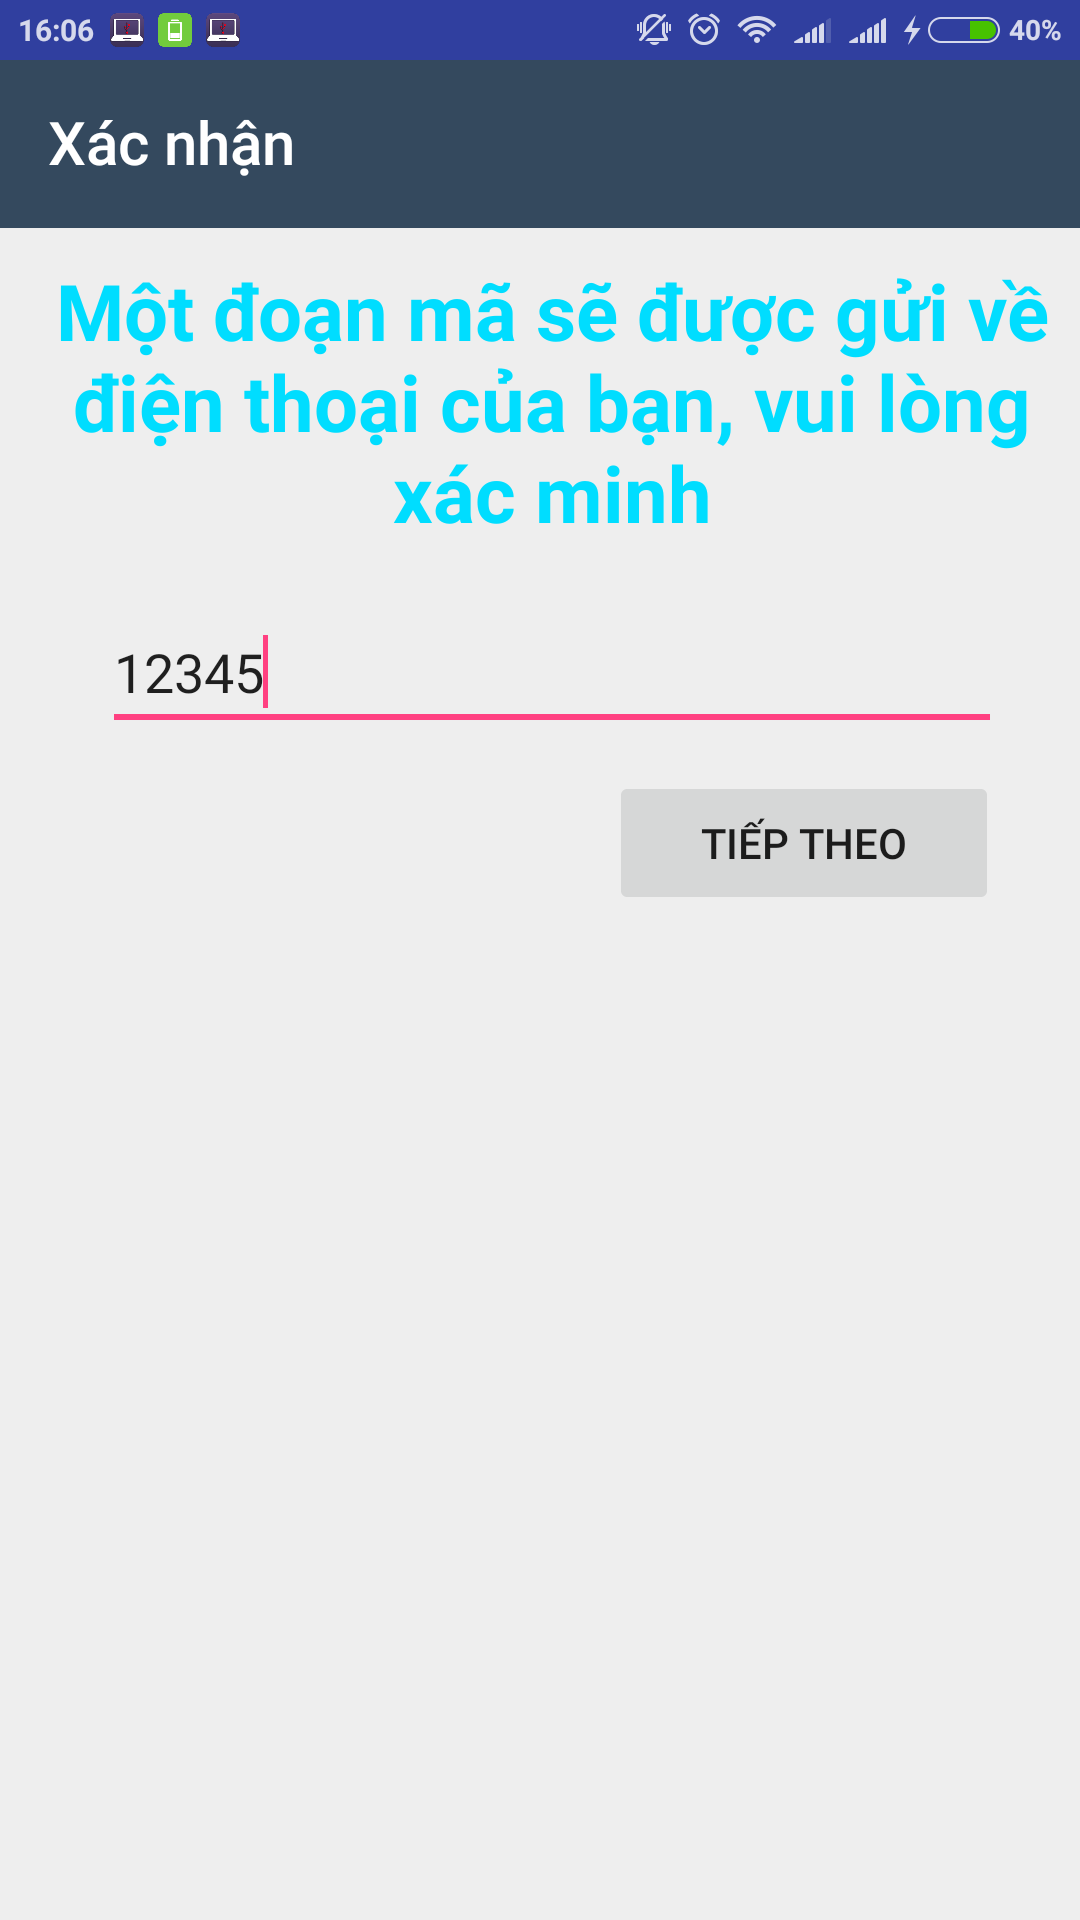 16:06
40%
Xác nhận
Một đoạn mã sẽ được gửi về
điện thoại của bạn, vui lòng
xác minh
12345
TIẾP THEO